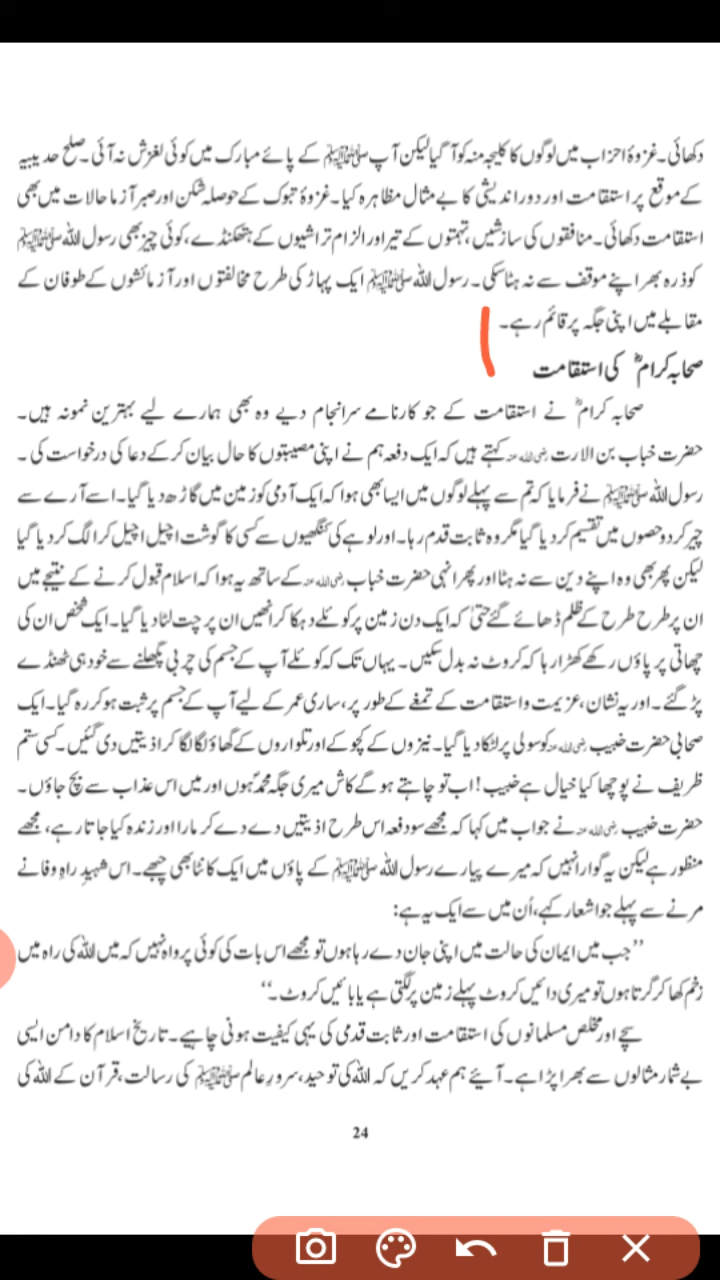 دکھائی۔ غزوۂ احزاب میں لوگوں کا کلیجہ منہ کو آ گیا لیکن آپ ﷺ کے پائے مبارک میں کوئی لغزش نہ آئی۔ صلح حدیبیہ
کے موقع پر استقامت اور دور اندیشی کا بے مثال مظاہرہ کیا۔ غزوۂ تبوک کے حوصلہ شکن اور صبر آزما حالات میں بھی
استقامت دکھائی۔ منافقوں کی سازشیں، تہمتوں کے تیر اور الزام تراشیوں کے ہتھکنڈے، کوئی چیز بھی رسول اللہ ﷺ
کو ذرہ بھر اپنے موقف سے نہ ہٹا سکی۔ رسول اللہ ﷺ ایک پہاڑ کی طرح مخالفتوں اور آزمائشوں کے طوفان کے
مقابلے میں اپنی جگہ پر قائم رہے۔
صحابہ کرامؓ کی استقامت
صحابہ کرامؓ نے استقامت کے جو کارنامے سرانجام دیے وہ بھی ہمارے لیے بہترین نمونہ ہیں۔
حضرت خباب بن الارت رضی اللہ عنہ کہتے ہیں کہ ایک دفعہ ہم نے اپنی مصیبتوں کا حال بیان کر کے دعا کی درخواست کی۔
رسول اللہ ﷺ نے فرمایا کہ تم سے پہلے لوگوں میں ایسا بھی ہوا کہ ایک آدمی کو زمین میں گاڑھ دیا گیا۔ اسے آرے سے
چیر کر دو حصوں میں تقسیم کر دیا گیا مگر وہ ثابت قدم رہا۔ اور لوہے کی کنگھیوں سے کسی کا گوشت اچیل اچیل کر الگ کر دیا گیا
لیکن پھر بھی وہ اپنے دین سے نہ ہٹا اور پھر انہی حضرت خباب رضی اللہ عنہ کے ساتھ یہ ہوا کہ اسلام قبول کرنے کے نتیجے میں
ان پر طرح طرح کے ظلم ڈھائے گئے حتیٰ کہ ایک دن زمین پر کوئلے دہکا کر انھیں ان پر چت لٹا دیا گیا۔ ایک شخص ان کی
چھاتی پر پاؤں رکھے کھڑا رہا کہ کروٹ نہ بدل سکیں۔ یہاں تک کہ کوئلے آپ کے جسم کی چربی پگھلنے سے خود ہی ٹھنڈے
پڑ گئے۔ اور یہ نشان، عزیمت و استقامت کے تمغے کے طور پر، ساری عمر کے لیے آپ کے جسم پر ثبت ہو کر رہ گیا۔ ایک
صحابی حضرت خبیب رضی اللہ عنہ کو سولی پر لٹکا دیا گیا۔ نیزوں کے کچوکے اور تلواروں کے گھاؤ لگا لگا کر اذیتیں دی گئیں۔ کسی ستم
ظریف نے پوچھا کیا خیال ہے خبیب! اب تو چاہتے ہو گے کاش میری جگہ محمدؐ ہوں اور میں اس عذاب سے بچ جاؤں۔
حضرت خبیب رضی اللہ عنہ نے جواب میں کہا کہ مجھے سو دفعہ اس طرح اذیتیں دے دے کر مارا اور زندہ کیا جاتا رہے، مجھے
منظور ہے لیکن یہ گوارا نہیں کہ میرے پیارے رسول اللہ ﷺ کے پاؤں میں ایک کانٹا بھی چبھے۔ اس شہیدِ راہِ وفا نے
مرنے سے پہلے جو اشعار کہے، اُن میں سے ایک یہ ہے:
’’جب میں ایمان کی حالت میں اپنی جان دے رہا ہوں تو مجھے اس بات کی کوئی پرواہ نہیں کہ میں اللہ کی راہ میں
زخم کھا کر گرتا ہوں تو میری دائیں کروٹ پہلے زمین پر لگتی ہے یا بائیں کروٹ۔‘‘
سچے اور مخلص مسلمانوں کی استقامت اور ثابت قدمی کی یہی کیفیت ہونی چاہیے۔ تاریخ اسلام کا دامن ایسی
بے شمار مثالوں سے بھرا پڑا ہے۔ آیئے ہم عہد کریں کہ اللہ کی توحید، سرورِ عالم ﷺ کی رسالت، قرآن کے اللہ کی
24